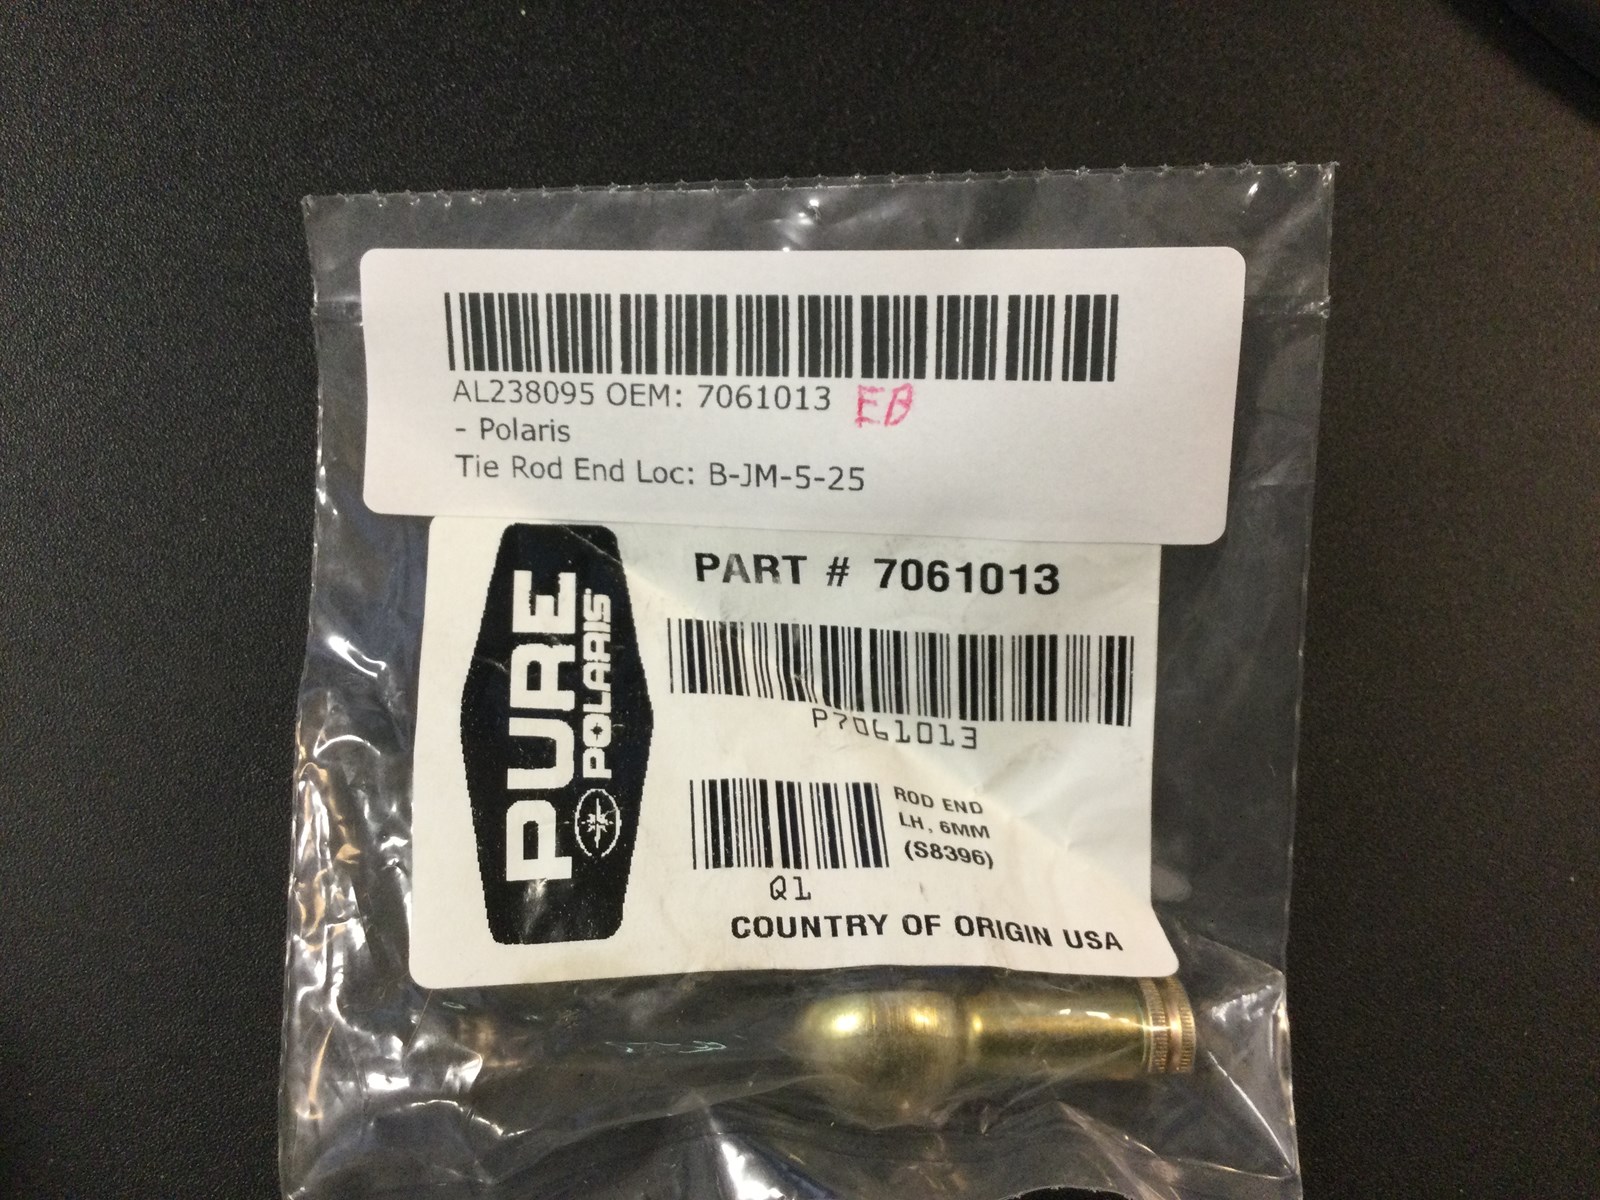 AL238095 OEM: 7061013 EB
- Polaris
Tie Rod End Loc: B-JM-5-25
PURE
POLARIS
PART # 7061013
P7061013
ROD END
LH, 6MM
(S8396)
Q1
COUNTRY OF ORIGIN USA